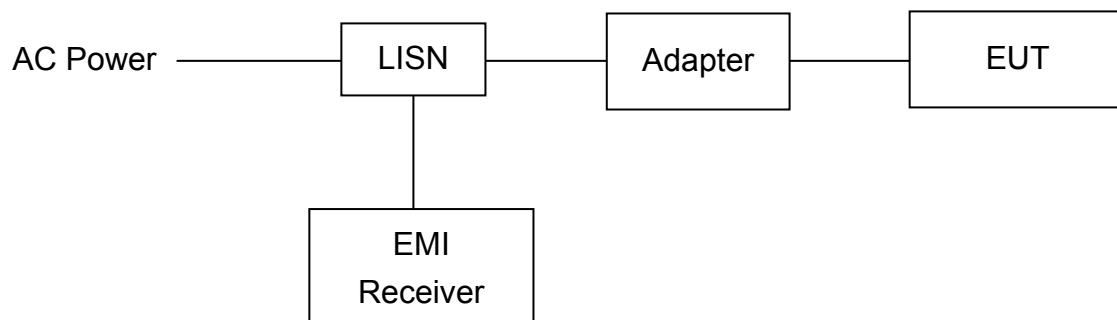 AC Power
LISN
Adapter
EUT
EMI
Receiver